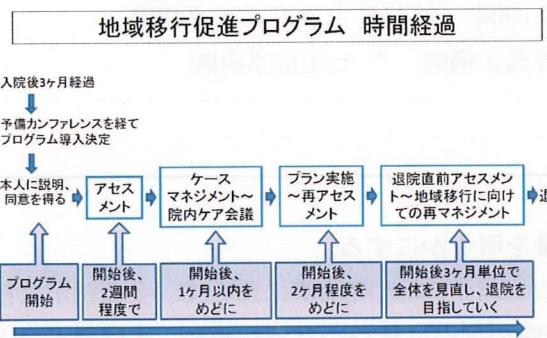 地域移行促進プログラム 時間経過
入院後3ヶ月経過
予備カンファレンスを経て
プログラム導入決定
本人に説明、
同意を得る
アセス
メント
ケース
マネジメント～
院内ケア会議
プラン実施
～再アセス
メント
退院直前アセスメン
ト～地域移行に向け
ての再マネジメント
退
プログラム
開始
開始後、
2週間
程度で
開始後、
1ヶ月以内を
めどに
開始後、
2ヶ月程度を
めどに
開始後3ヶ月単位で
全体を見直し、退院を
目指していく